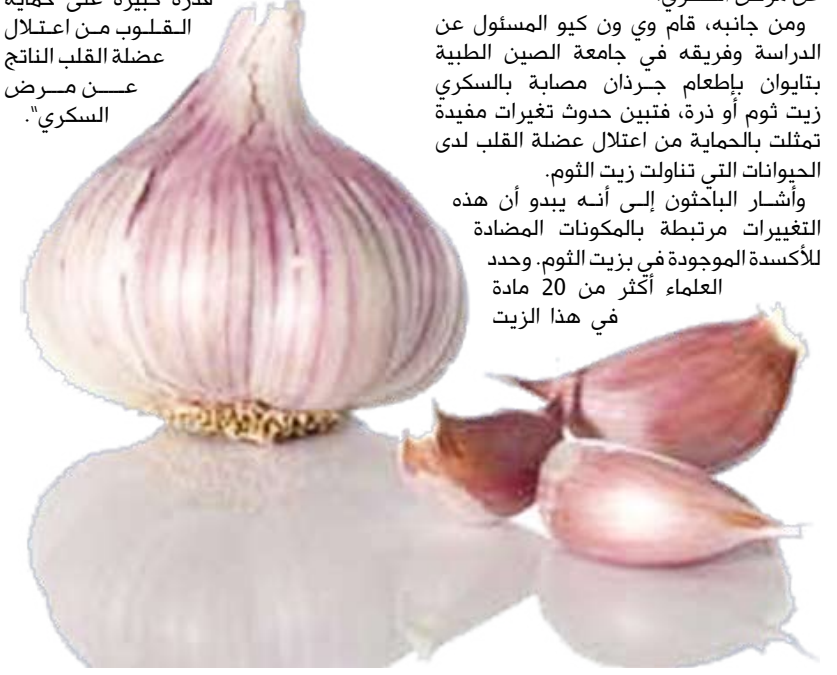 ومن جانبه، قام وي ون كيو المسئول عن
الدراسة وفريقه في جامعة الصين الطبية
بتايوان بإطعام جرذان مصابة بالسكري
زيت ثوم أو ذرة، فتبين حدوث تغيرات مفيدة
تمثلت بالحماية من اعتلال عضلة القلب لدى
الحيوانات التي تناولت زيت الثوم.
وأشار الباحثون إلى أنه يبدو أن هذه
التغييرات مرتبطة بالمكونات المضادة
للأكسدة الموجودة في بزيت الثوم. وحدد
العلماء أكثر من 20 مادة
في هذا الزيت
قدرة كبيرة على حماية
القلوب من اعتلال
عضلة القلب الناتج
عن مرض
السكري".